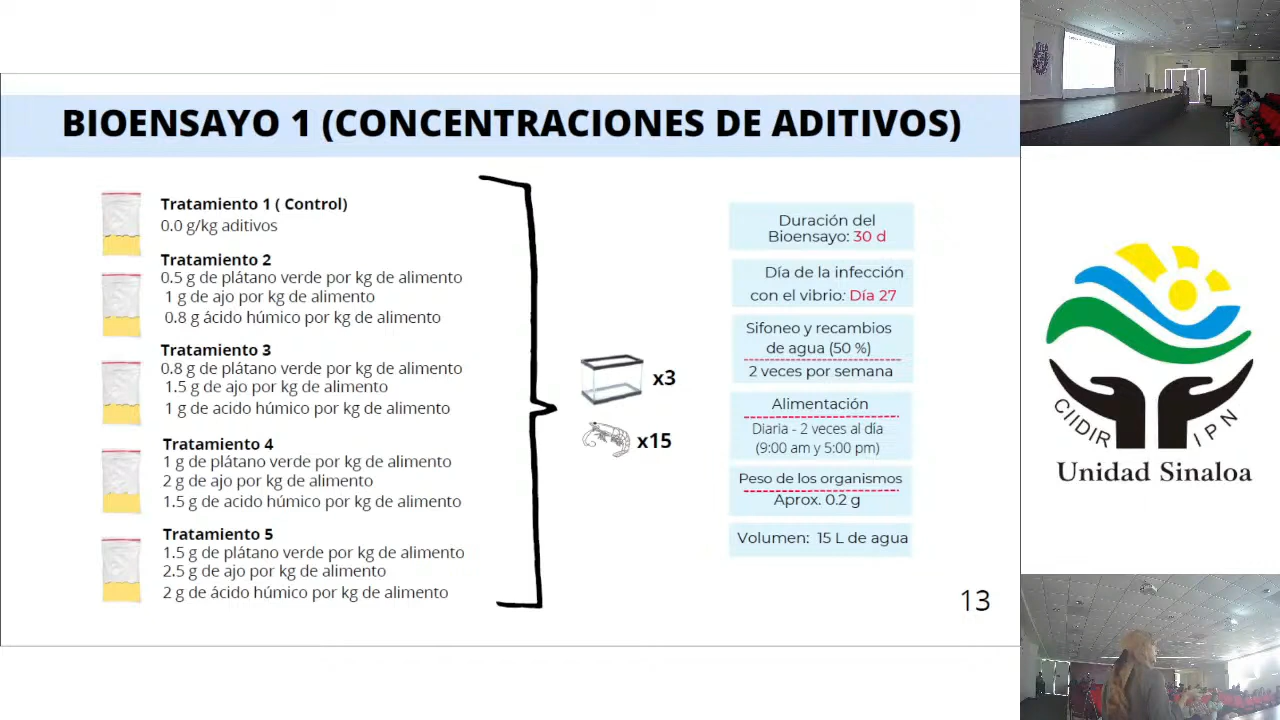 BIOENSAYO 1 (CONCENTRACIONES DE ADITIVOS)
Tratamiento 1 ( Control)
0.0 g/kg aditivos
Tratamiento 2
0.5 g de plátano verde por kg de alimento
1 g de ajo por kg de alimento
0.8 g ácido húmico por kg de alimento
Tratamiento 3
0.8 g de plátano verde por kg de alimento
1.5 g de ajo por kg de alimento
1 g de acido húmico por kg de alimento
Tratamiento 4
1 g de plátano verde por kg de alimento
2 g de ajo por kg de alimento
1.5 g de acido húmico por kg de alimento
Tratamiento 5
1.5 g de plátano verde por kg de alimento
2.5 g de ajo por kg de alimento
2 g de ácido húmico por kg de alimento
x3
x15
Duración del
Bioensayo: 30 d
Día de la infección
con el vibrio: Día 27
Sifoneo y recambios
de agua (50 %)
2 veces por semana
Alimentación
Diaria - 2 veces al día
(9:00 am y 5:00 pm)
Peso de los organismos
Aprox. 0.2 g
Volumen: 15 L de agua
13
CIIDIR IPN
Unidad Sinaloa